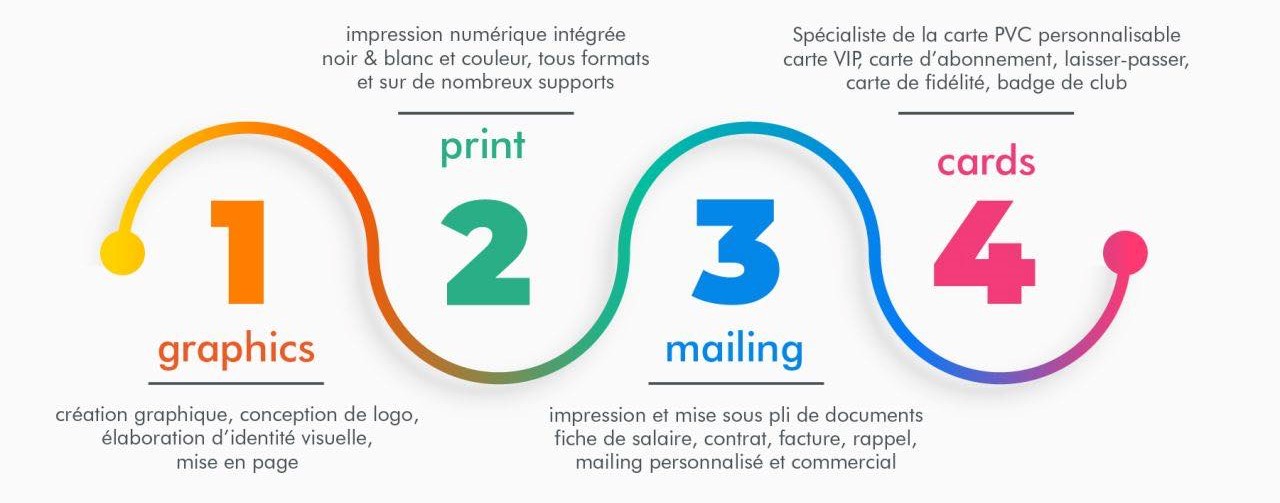 1
graphics
création graphique, conception de logo,
élaboration d'identité visuelle,
mise en page
impression numérique intégrée
noir & blanc et couleur, tous formats
et sur de nombreux supports
print
2
3
mailing
impression et mise sous pli de documents
fiche de salaire, contrat, facture, rappel,
mailing personnalisé et commercial
Spécialiste de la carte PVC personnalisable
carte VIP, carte d'abonnement, laisser-passer,
carte de fidélité, badge de club
cards
4